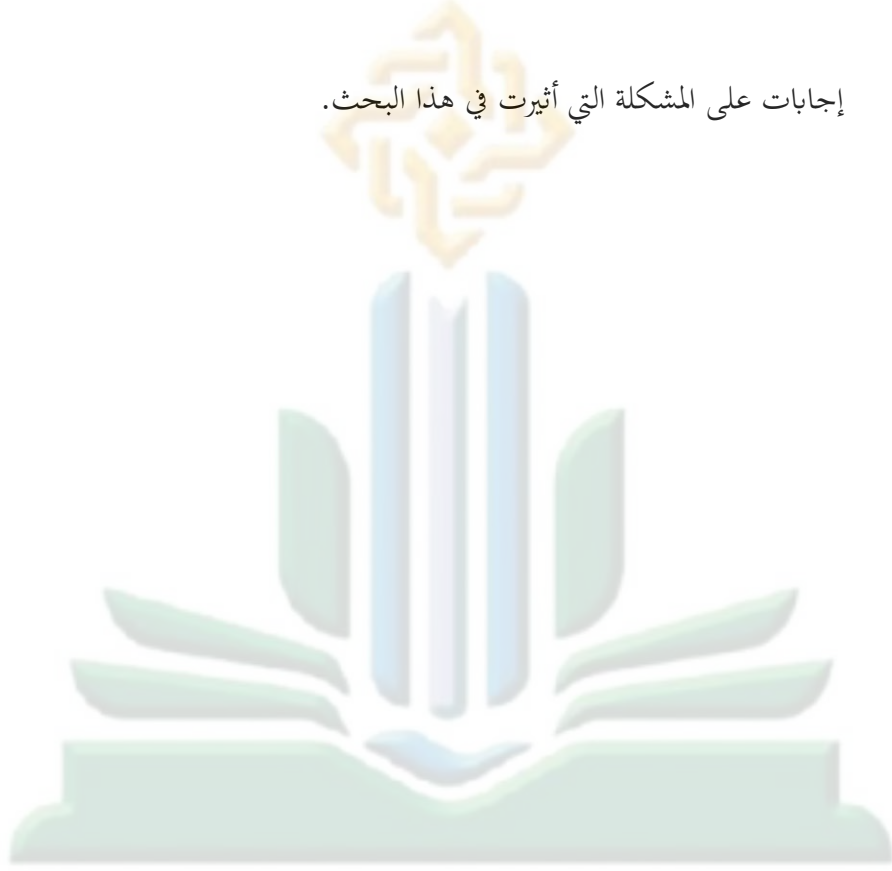 إجابات على المشكلة التي أثيرت في هذا البحث.